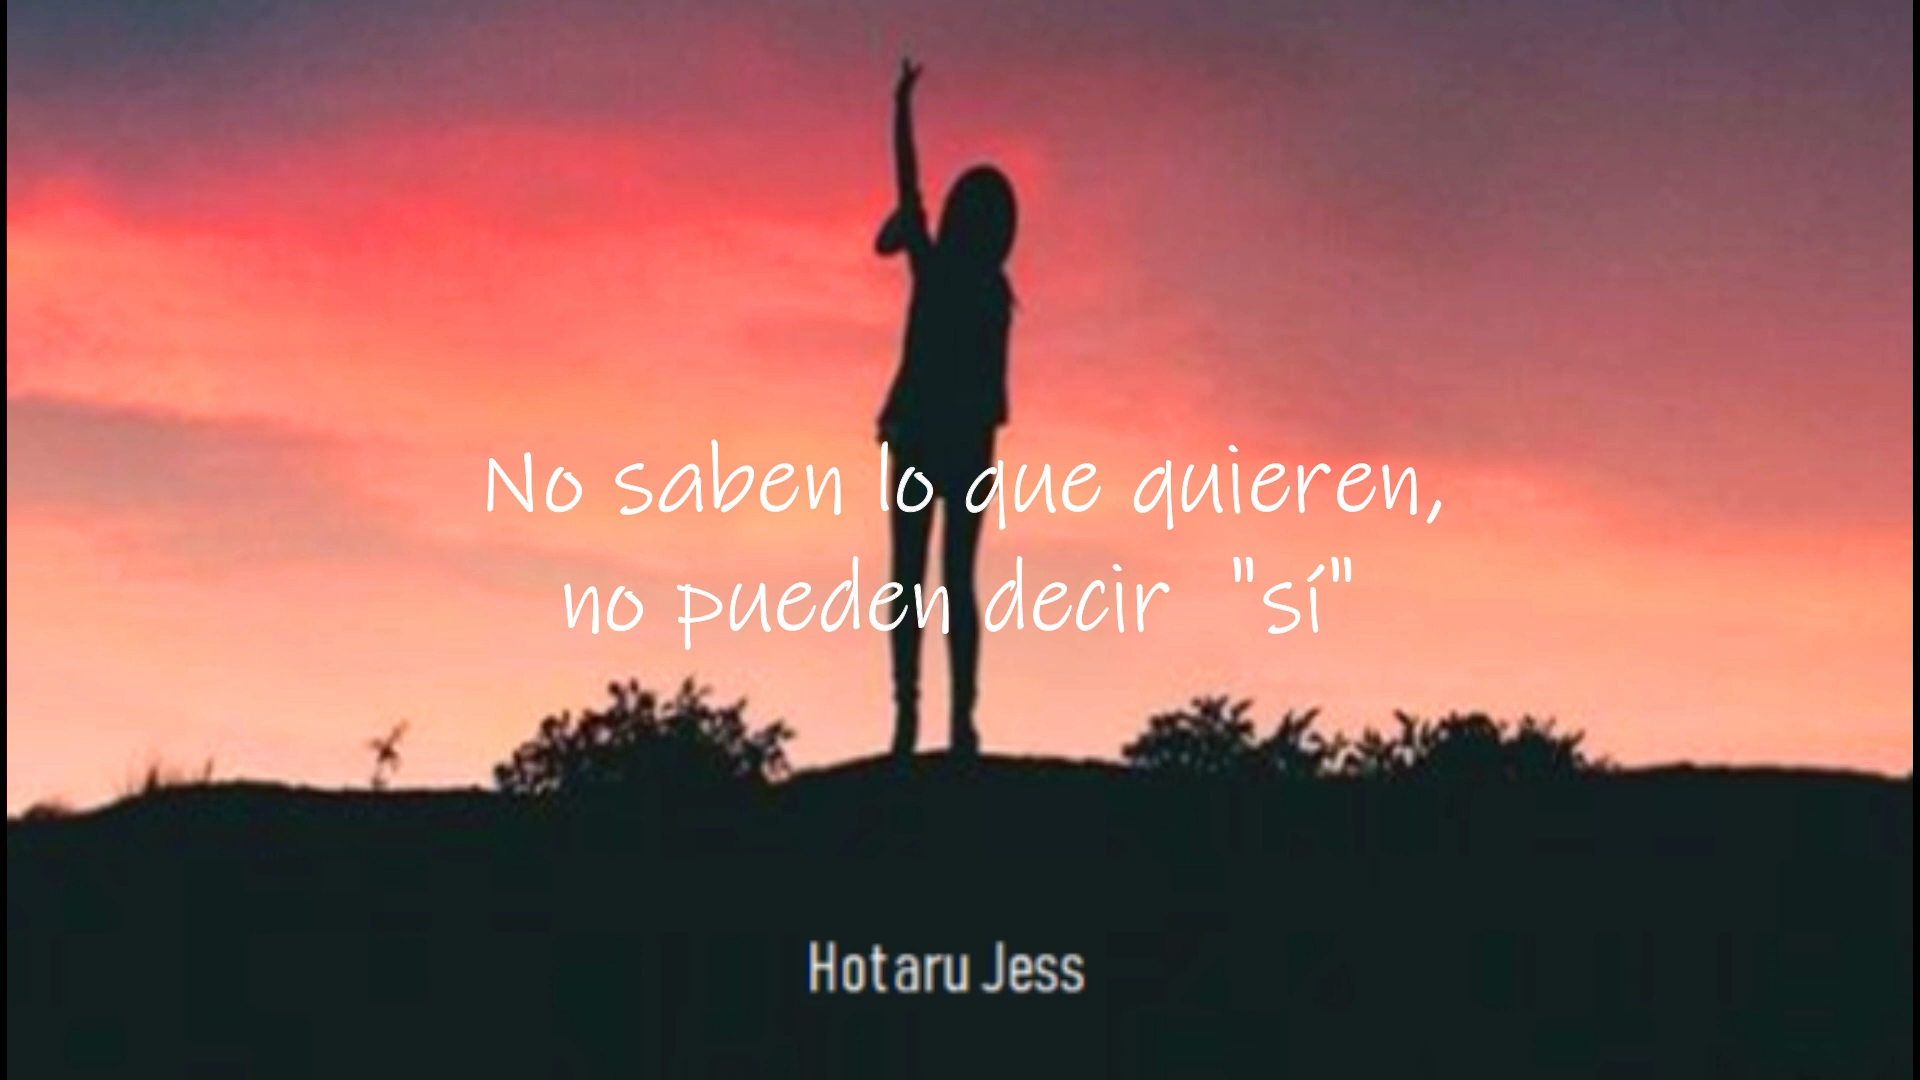 No saben lo que quieren,
no pueden decir "sí"
Hotaru Jess